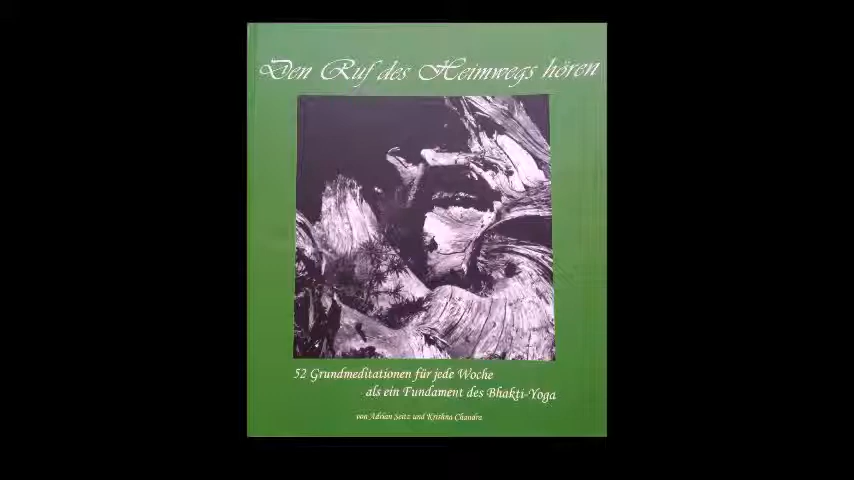 Den Ruf des Heimwegs hören
52 Grundmeditationen für jede Woche
als ein Fundament des Bhakti-Yoga
von Adrian Seitz und Krishna Chandra